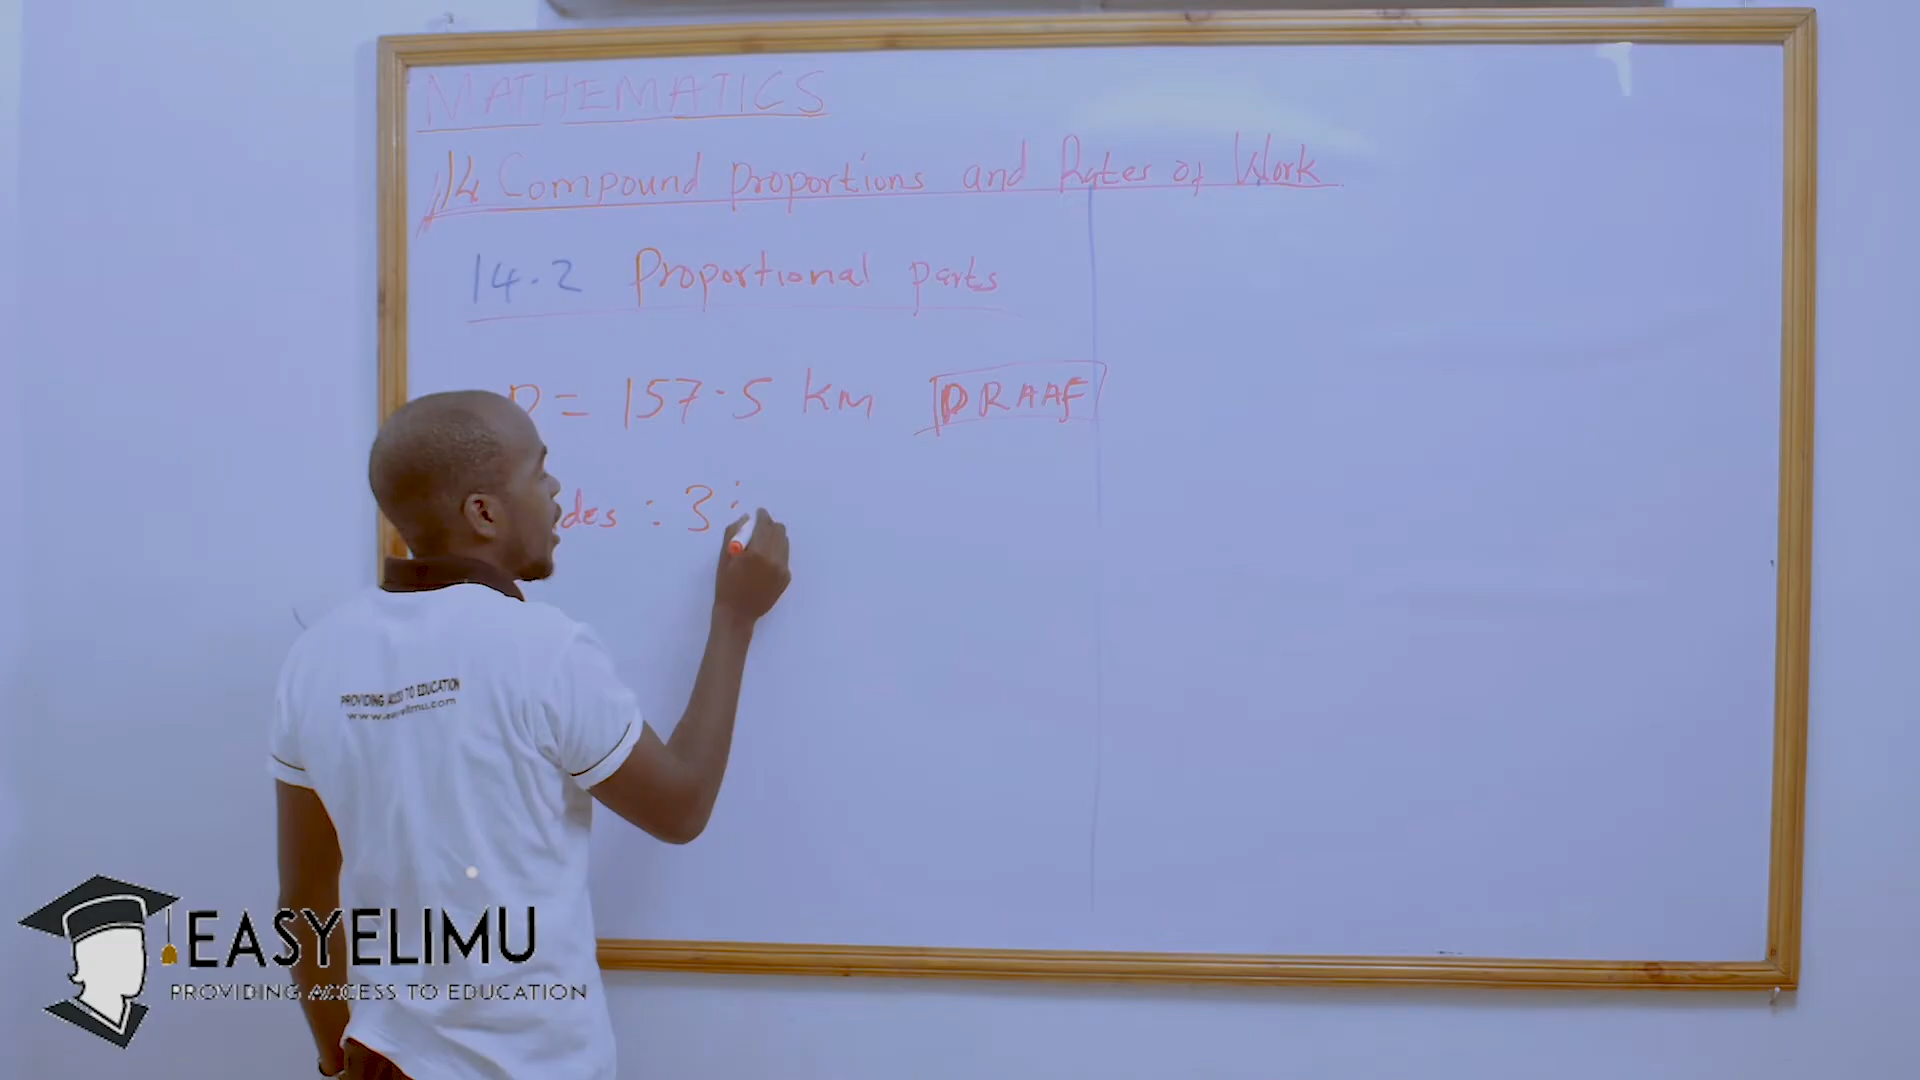 MATHEMATICS
14 Compound proportions and Rates of Work
14.2 Proportional parts
D = 157.5 km DRAAF
des : 3 :
PROVIDING ACCESS TO EDUCATION
www.easyelimu.com
EASYELIMU
PROVIDING ACCESS TO EDUCATION